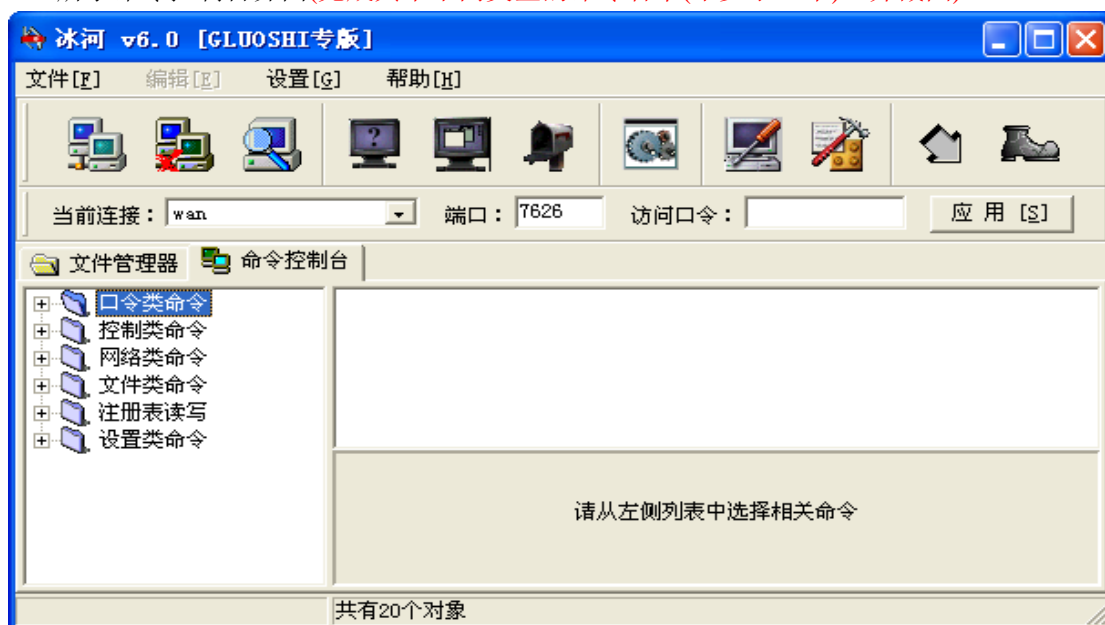 冰河 v6.0 [GLUOSHI专版]
文件[F] 编辑[E] 设置[G] 帮助[H]
当前连接： wan 端口： 7626 访问口令： 应 用 [S]
文件管理器 命令控制台
口令类命令
控制类命令
网络类命令
文件类命令
注册表读写
设置类命令
请从左侧列表中选择相关命令
共有20个对象